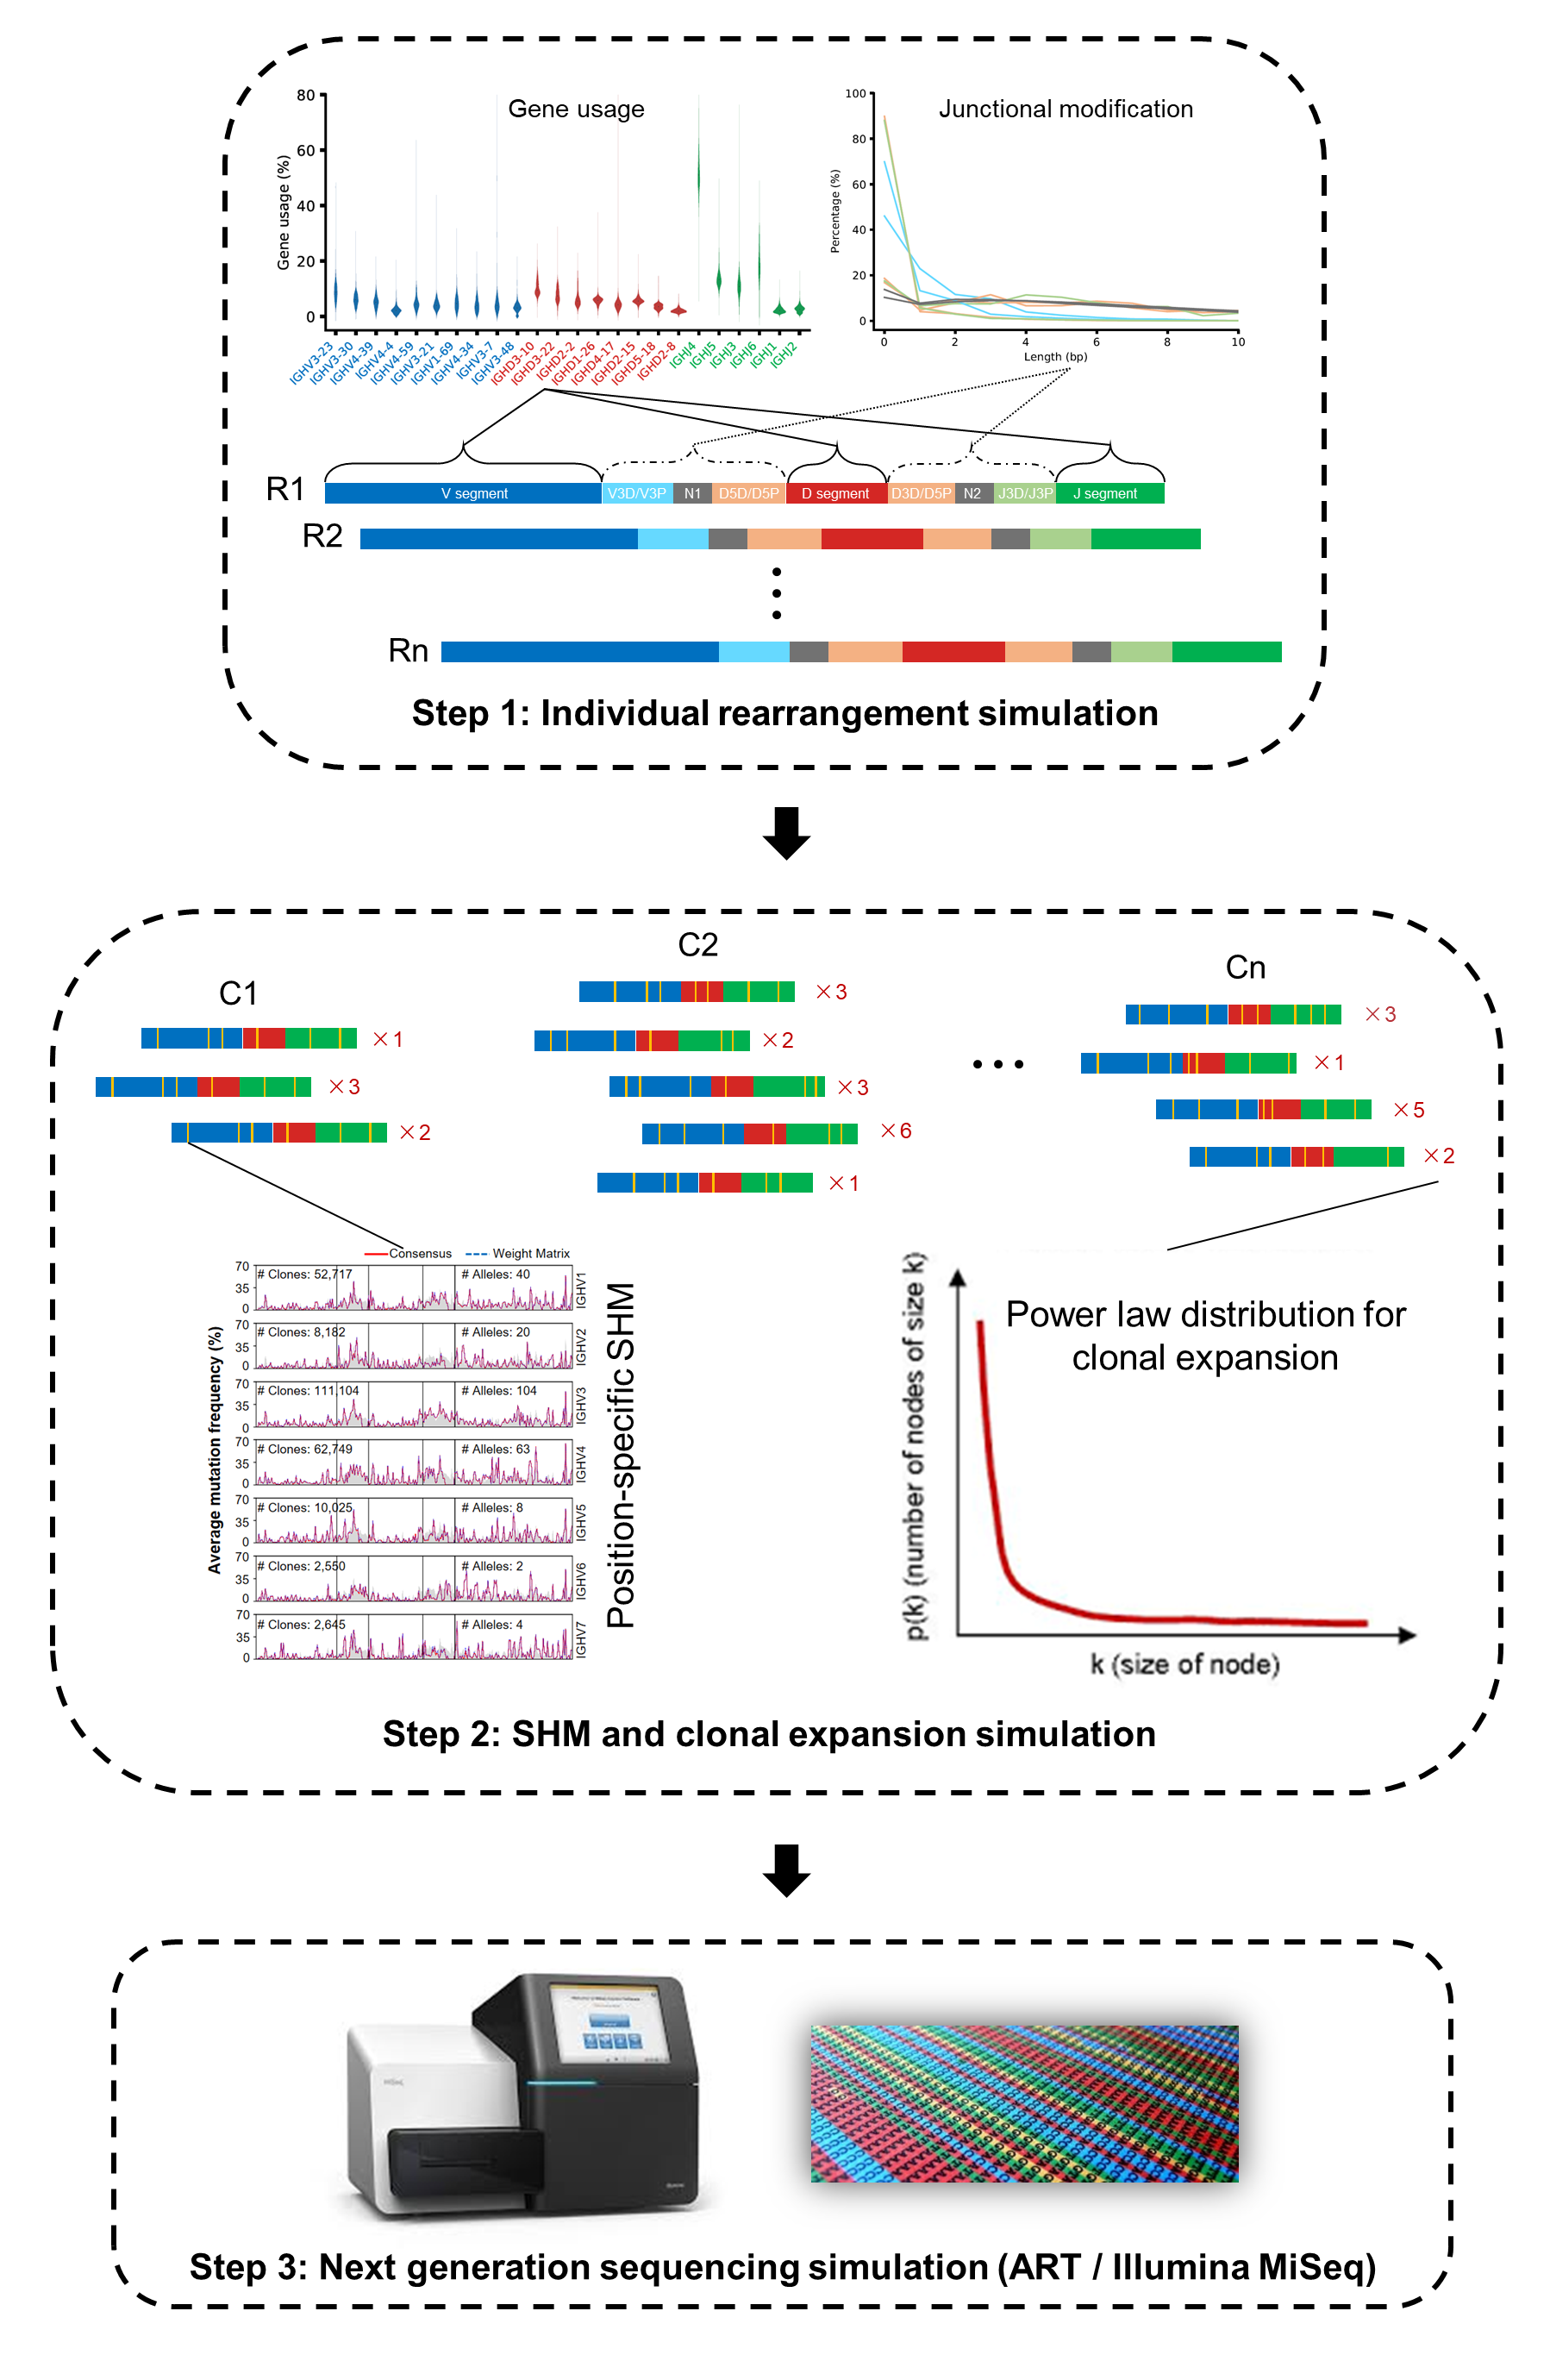 Gene usage
Gene usage (%)
80
60
40
20
0
IGHV3-23
IGHV3-30
IGHV4-39
IGHV4-4
IGHV4-59
IGHV3-21
IGHV1-69
IGHV4-34
IGHV3-7
IGHV3-48
IGHD3-10
IGHD3-22
IGHD2-2
IGHD1-26
IGHD4-17
IGHD2-15
IGHD5-18
IGHD2-8
IGHJ4
IGHJ5
IGHJ3
IGHJ6
IGHJ1
IGHJ2
Junctional modification
Percentage (%)
100
80
60
40
20
0
0 2 4 6 8 10
Length (bp)
R1 V segment V3D/V3P N1 D5D/D5P D segment D3D/D5P N2 J3D/J3P J segment
R2
Rn
Step 1: Individual rearrangement simulation
C1
×1
×3
×2
C2
×3
×2
×3
×6
×1
Cn
×3
×1
×5
×2
Consensus Weight Matrix
Average mutation frequency (%)
70
35
0
# Clones: 52,717 # Alleles: 40
IGHV1
70
35
0
# Clones: 8,182 # Alleles: 20
IGHV2
70
35
0
# Clones: 111,104 # Alleles: 104
IGHV3
70
35
0
# Clones: 62,749 # Alleles: 63
IGHV4
70
35
0
# Clones: 10,025 # Alleles: 8
IGHV5
70
35
0
# Clones: 2,550 # Alleles: 2
IGHV6
70
35
0
# Clones: 2,645 # Alleles: 4
IGHV7
Position-specific SHM
p(k) (number of nodes of size k)
Power law distribution for
clonal expansion
k (size of node)
Step 2: SHM and clonal expansion simulation
Step 3: Next generation sequencing simulation (ART / Illumina MiSeq)